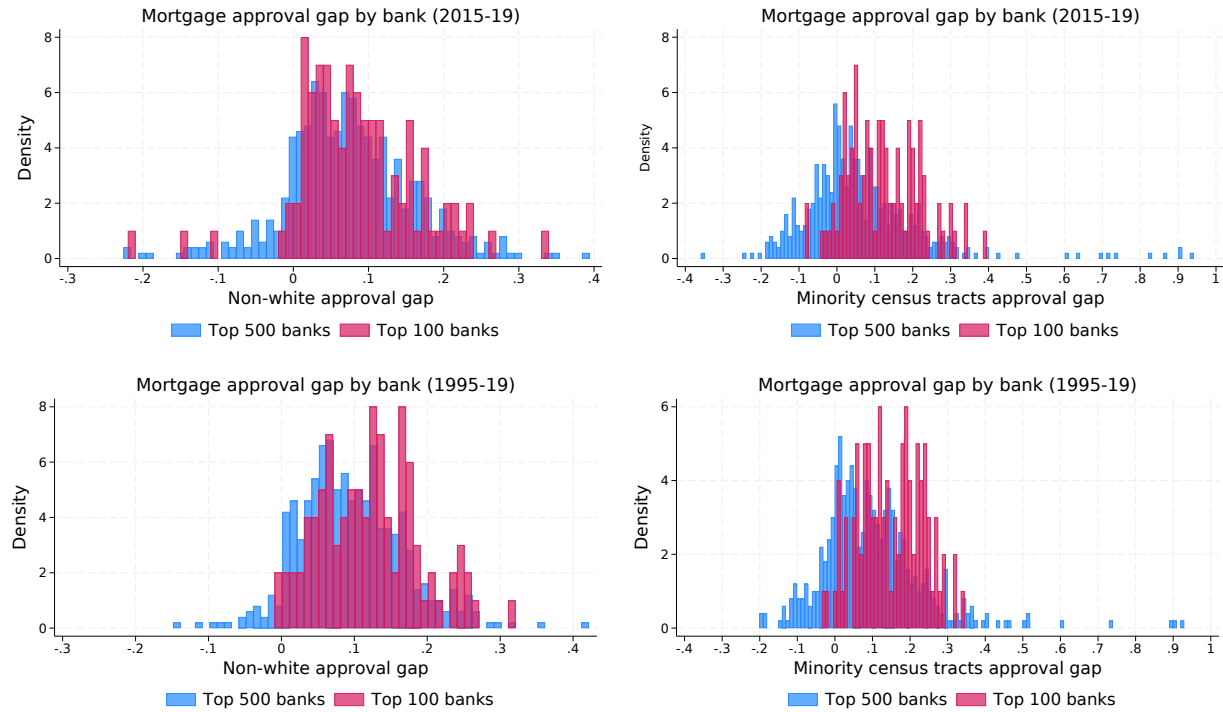 Mortgage approval gap by bank (2015-19)
8
6
4
2
0
Density
-.3 -.2 -.1 0 .1 .2 .3 .4
Non-white approval gap
Top 500 banks Top 100 banks
Mortgage approval gap by bank (2015-19)
8
6
4
2
0
Density
-.4 -.3 -.2 -.1 0 .1 .2 .3 .4 .5 .6 .7 .8 .9 1
Minority census tracts approval gap
Top 500 banks Top 100 banks
Mortgage approval gap by bank (1995-19)
8
6
4
2
0
Density
-.3 -.2 -.1 0 .1 .2 .3 .4
Non-white approval gap
Top 500 banks Top 100 banks
Mortgage approval gap by bank (1995-19)
6
4
2
0
Density
-.4 -.3 -.2 -.1 0 .1 .2 .3 .4 .5 .6 .7 .8 .9 1
Minority census tracts approval gap
Top 500 banks Top 100 banks